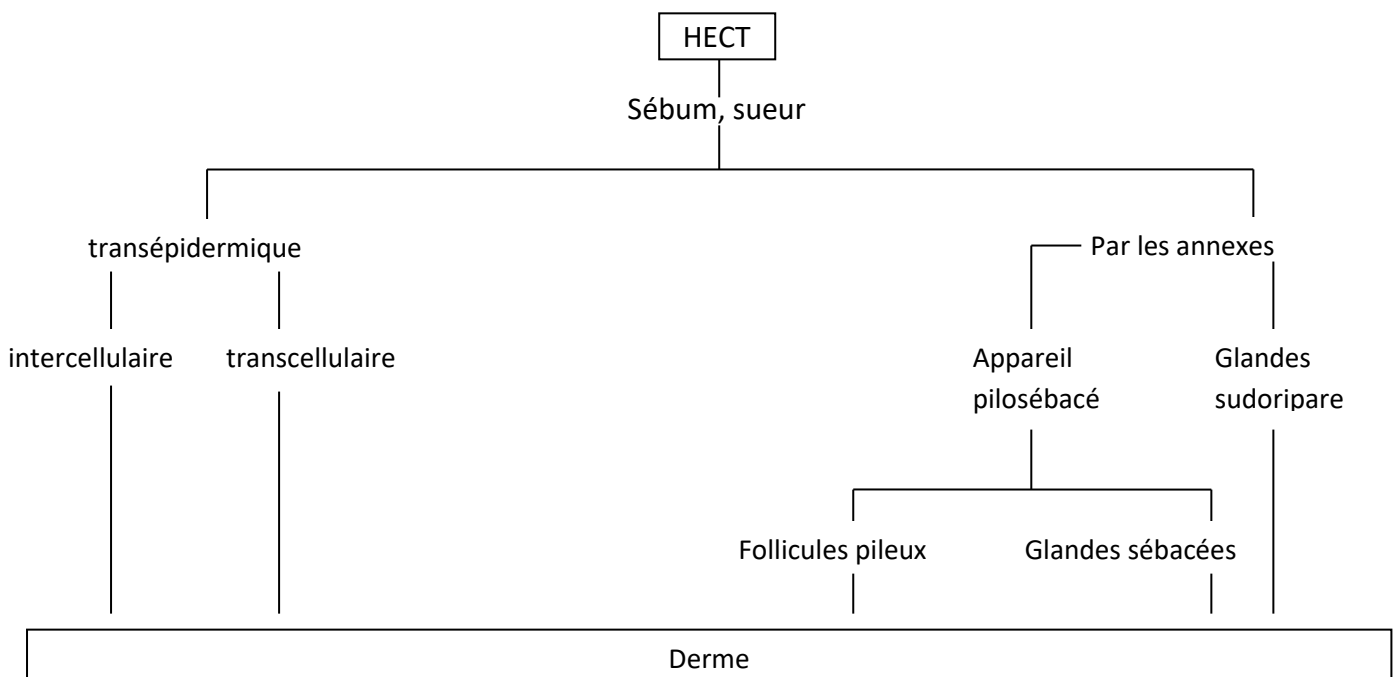 HECT
Sébum, sueur
transépidermique
Par les annexes
intercellulaire
transcellulaire
Appareil
pilosébacé
Glandes
sudoripare
Follicules pileux
Glandes sébacées
Derme